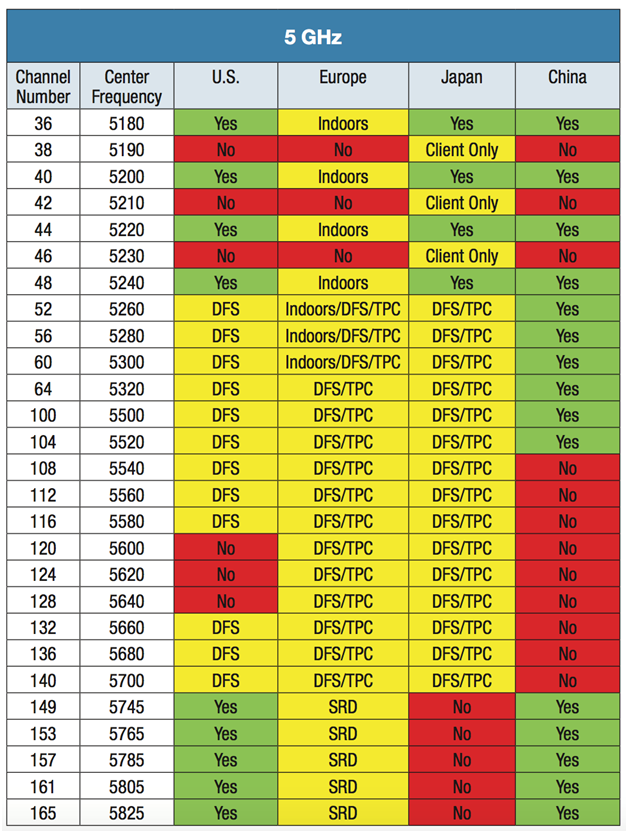 5 GHz
Channel Number Center Frequency U.S. Europe Japan China
36 5180 Yes Indoors Yes Yes
38 5190 No No Client Only No
40 5200 Yes Indoors Yes Yes
42 5210 No No Client Only No
44 5220 Yes Indoors Yes Yes
46 5230 No No Client Only No
48 5240 Yes Indoors Yes Yes
52 5260 DFS Indoors/DFS/TPC DFS/TPC Yes
56 5280 DFS Indoors/DFS/TPC DFS/TPC Yes
60 5300 DFS Indoors/DFS/TPC DFS/TPC Yes
64 5320 DFS DFS/TPC DFS/TPC Yes
100 5500 DFS DFS/TPC DFS/TPC Yes
104 5520 DFS DFS/TPC DFS/TPC Yes
108 5540 DFS DFS/TPC DFS/TPC No
112 5560 DFS DFS/TPC DFS/TPC No
116 5580 DFS DFS/TPC DFS/TPC No
120 5600 No DFS/TPC DFS/TPC No
124 5620 No DFS/TPC DFS/TPC No
128 5640 No DFS/TPC DFS/TPC No
132 5660 DFS DFS/TPC DFS/TPC No
136 5680 DFS DFS/TPC DFS/TPC No
140 5700 DFS DFS/TPC DFS/TPC No
149 5745 Yes SRD No Yes
153 5765 Yes SRD No Yes
157 5785 Yes SRD No Yes
161 5805 Yes SRD No Yes
165 5825 Yes SRD No Yes